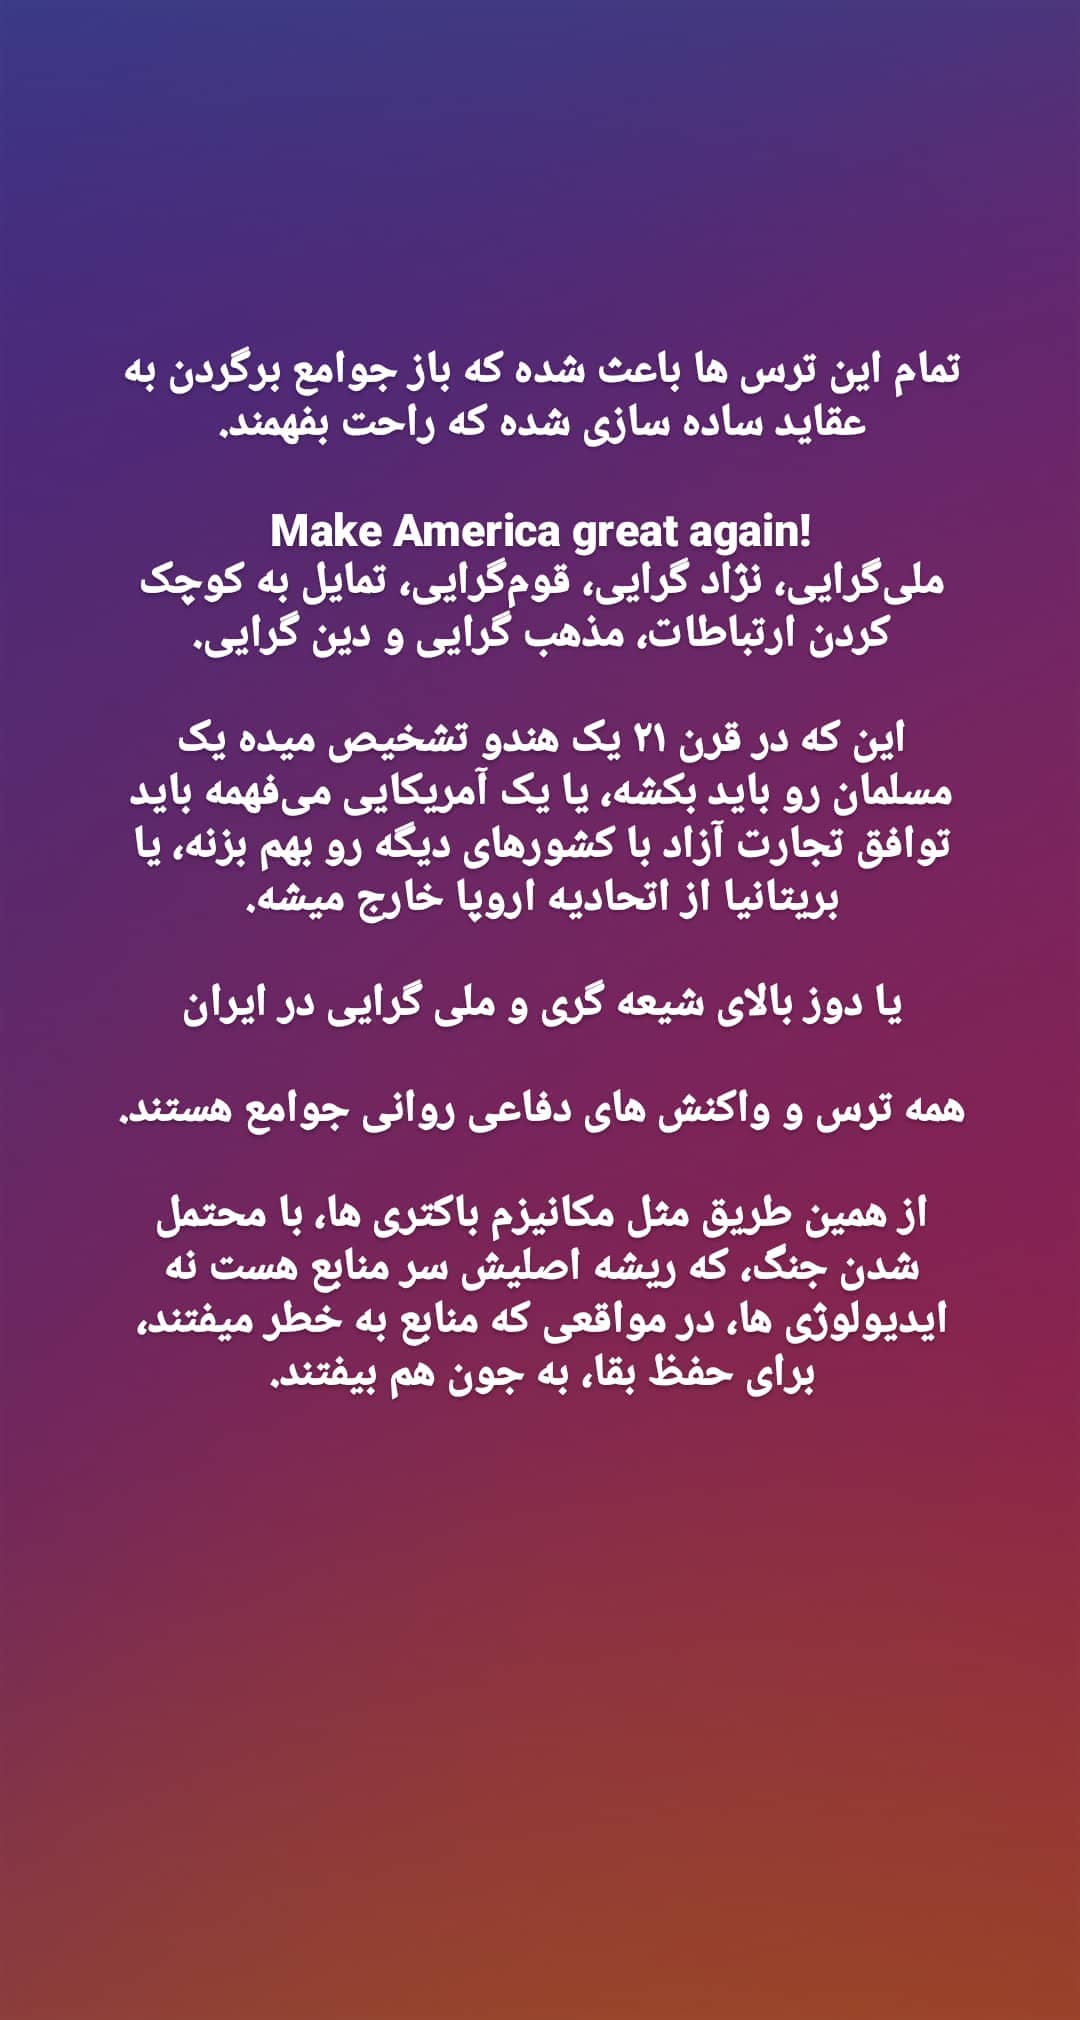 تمام این ترس ها باعث شده که باز جوامع برگردن به
عقاید ساده سازی شده که راحت بفهمند.
Make America great again!
ملی‌گرایی، نژاد گرایی، قوم‌گرایی، تمایل به کوچک
کردن ارتباطات، مذهب گرایی و دین گرایی.
این که در قرن ۲۱ یک هندو تشخیص میده یک
مسلمان رو باید بکشه، یا یک آمریکایی می‌فهمه باید
توافق تجارت آزاد با کشورهای دیگه رو بهم بزنه، یا
بریتانیا از اتحادیه اروپا خارج میشه.
یا دوز بالای شیعه گری و ملی گرایی در ایران
همه ترس و واکنش های دفاعی روانی جوامع هستند.
از همین طریق مثل مکانیزم باکتری ها، با محتمل
شدن جنگ، که ریشه اصلیش سر منابع هست نه
ایدیولوژی ها، در مواقعی که منابع به خطر میفتند،
برای حفظ بقا، به جون هم بیفتند.